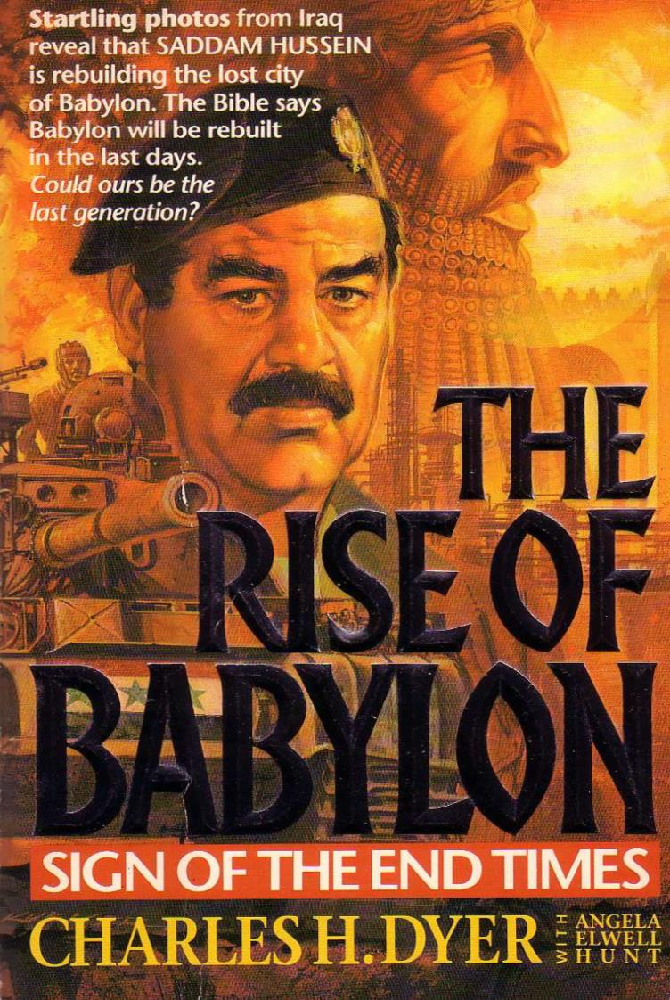 Startling photos from Iraq
reveal that SADDAM HUSSEIN
is rebuilding the lost city
of Babylon. The Bible says
Babylon will be rebuilt
in the last days.
Could ours be the
last generation?
THE
RISE OF
BABYLON
SIGN OF THE END TIMES
CHARLES H. DYER
WITH
ANGELA
ELWELL
HUNT